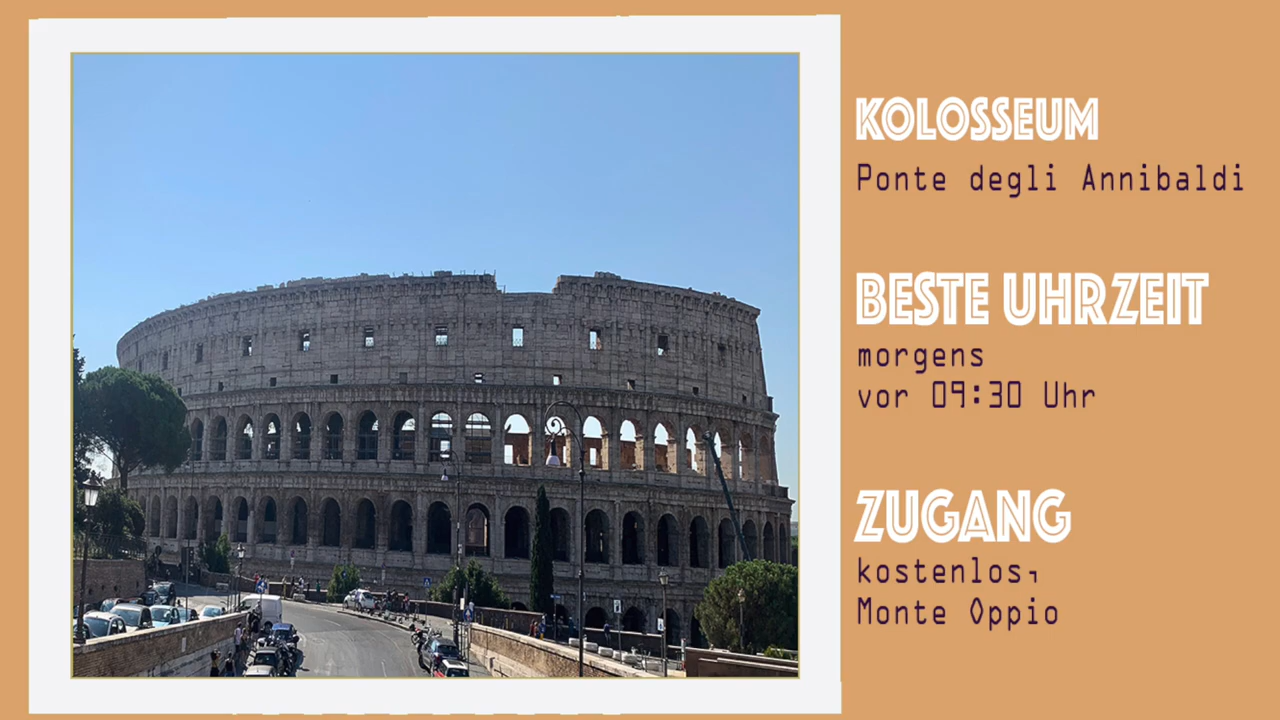 KOLOSSEUM
Ponte degli Annibaldi
BESTE UHRZEIT
morgens
vor 09:30 Uhr
ZUGANG
kostenlos,
Monte Oppio